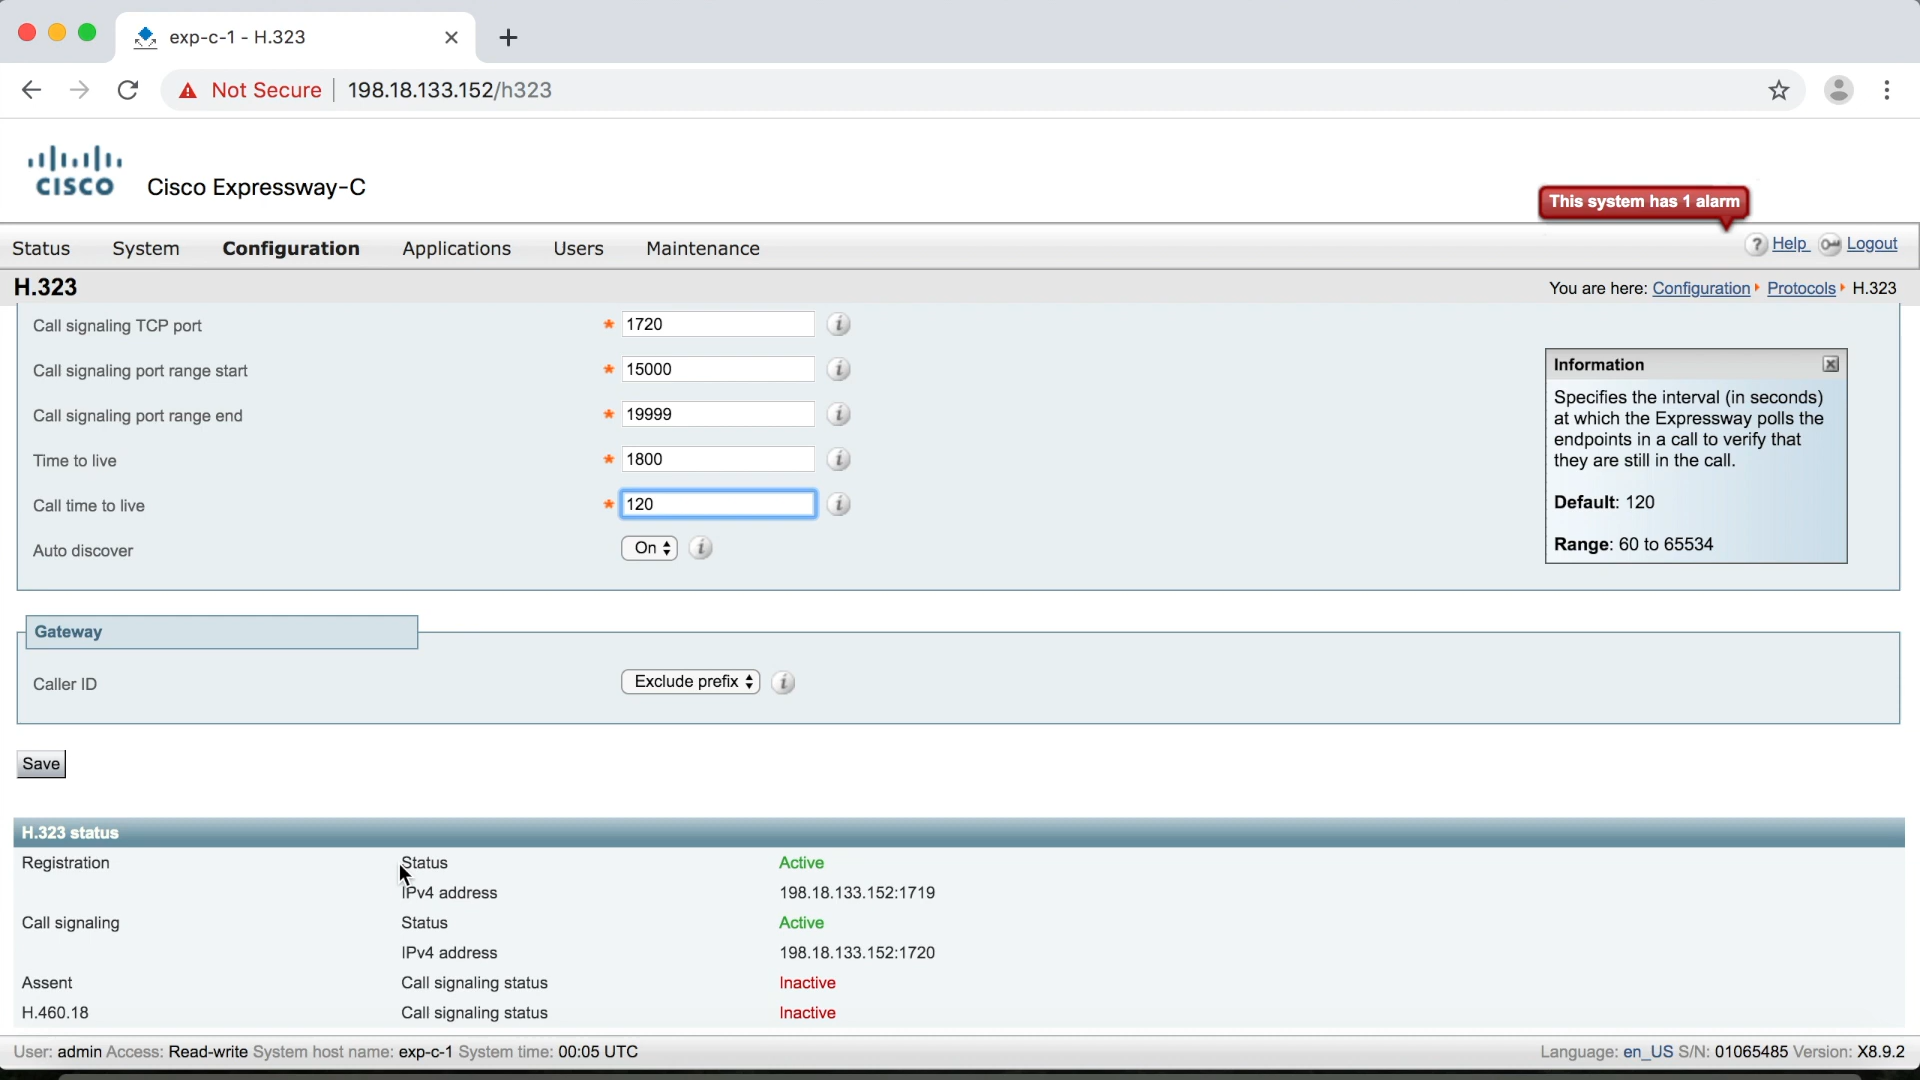 exp-c-1 - H.323
Not Secure 198.18.133.152/h323
CISCO Cisco Expressway-C
This system has 1 alarm
Status System Configuration Applications Users Maintenance
Help Logout
H.323
You are here: Configuration Protocols H.323
Call signaling TCP port * 1720
Call signaling port range start * 15000
Call signaling port range end * 19999
Time to live * 1800
Call time to live * 120
Auto discover On
Information
Specifies the interval (in seconds)
at which the Expressway polls the
endpoints in a call to verify that
they are still in the call.
Default: 120
Range: 60 to 65534
Gateway
Caller ID Exclude prefix
Save
H.323 status
Registration Status Active
IPv4 address 198.18.133.152:1719
Call signaling Status Active
IPv4 address 198.18.133.152:1720
Assent Call signaling status Inactive
H.460.18 Call signaling status Inactive
User: admin Access: Read-write System host name: exp-c-1 System time: 00:05 UTC
Language: en_US S/N: 01065485 Version: X8.9.2